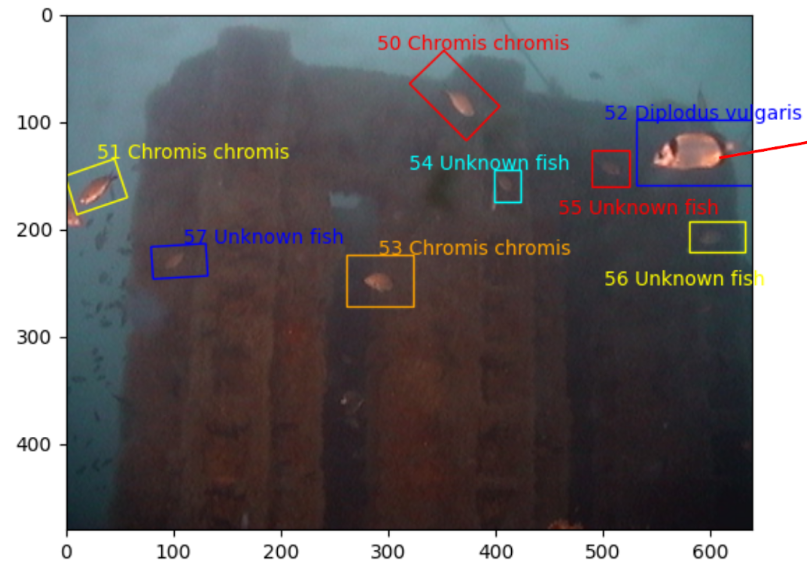 0
50 Chromis chromis
100
52 Diplodus vulgaris
51 Chromis chromis
54 Unknown fish
55 Unknown fish
200
57 Unknown fish
53 Chromis chromis
56 Unknown fish
300
400
0 100 200 300 400 500 600